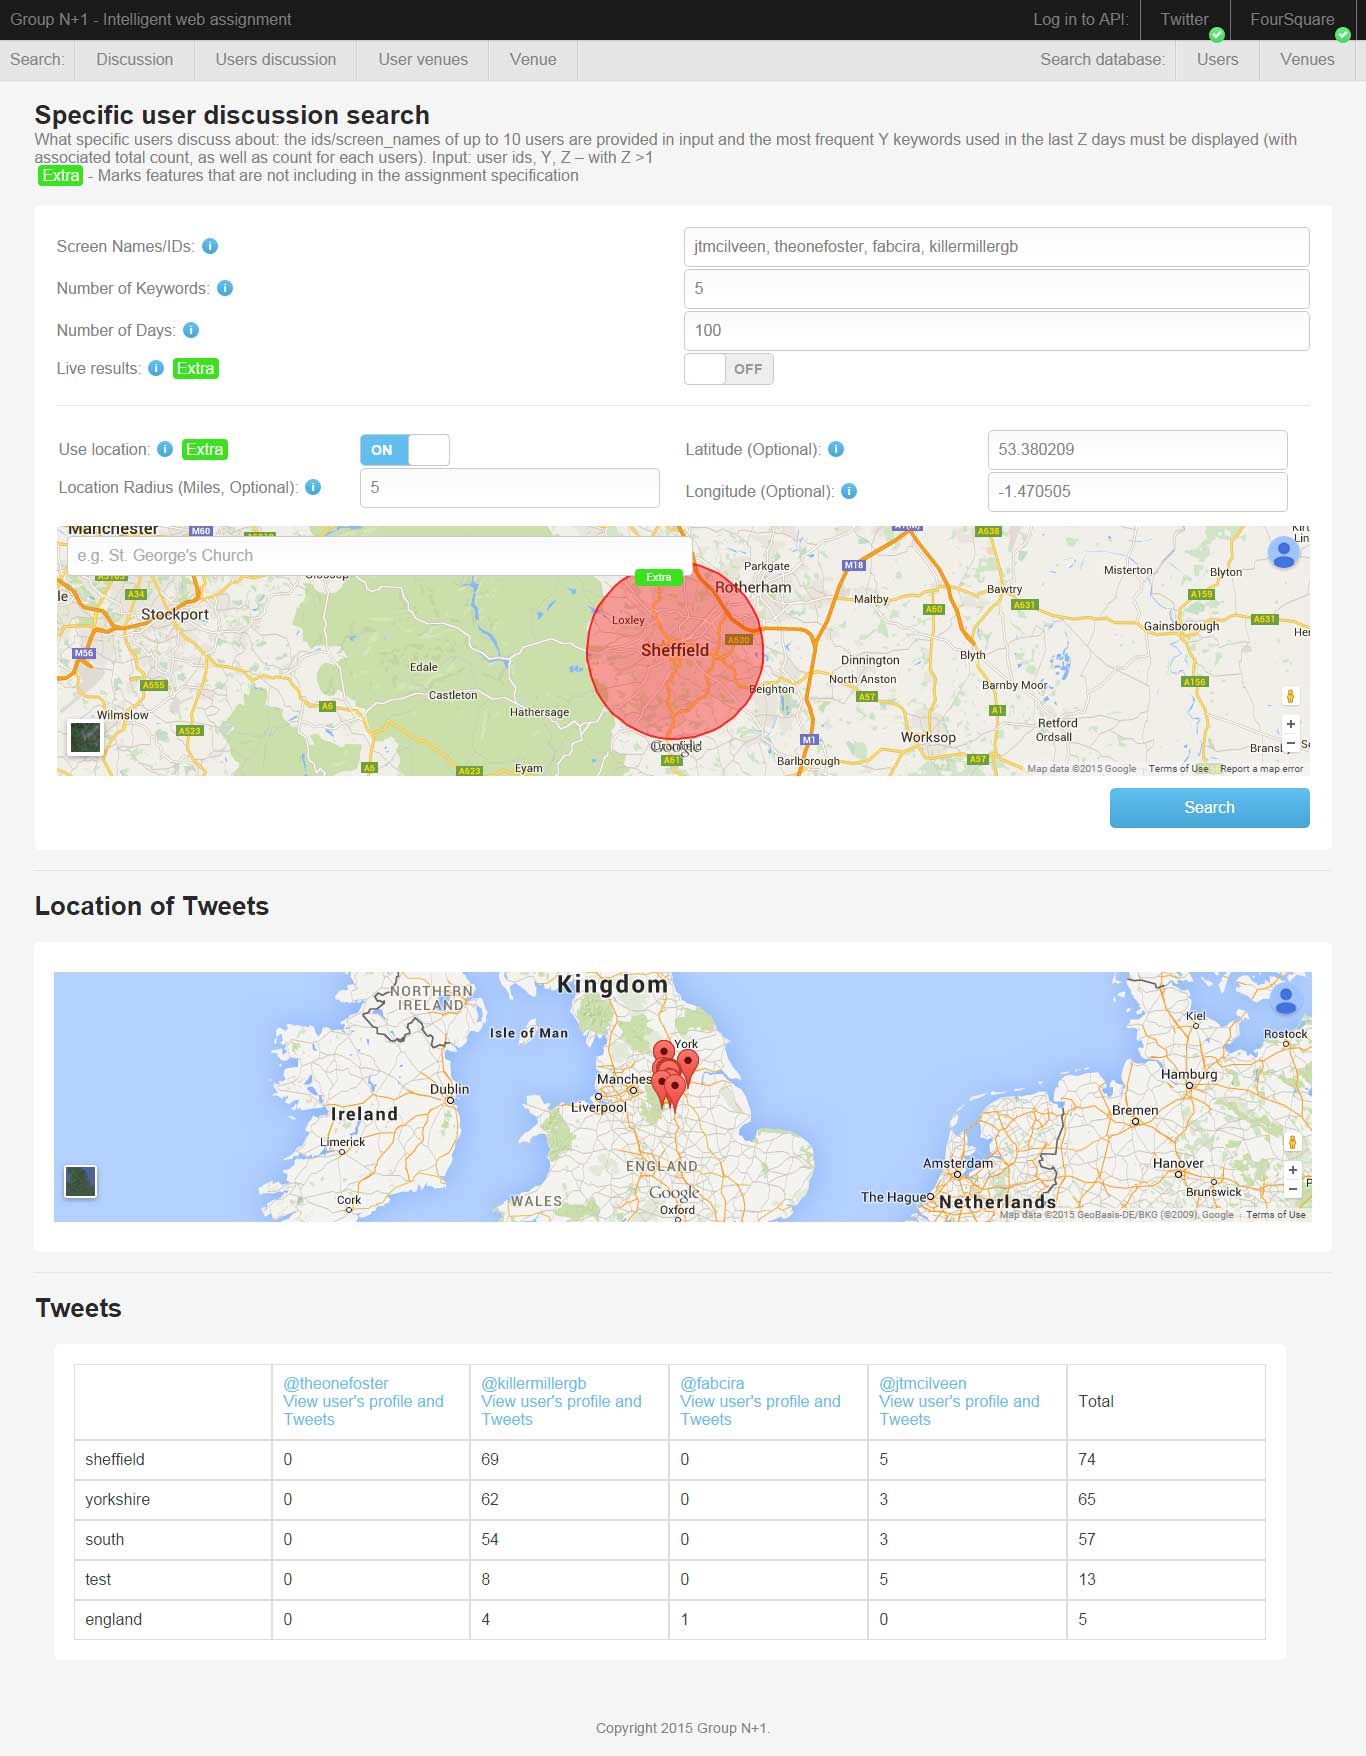 Group N+1 - Intelligent web assignment
Log in to API: Twitter FourSquare
Search: Discussion Users discussion User venues Venue
Search database: Users Venues
Specific user discussion search
What specific users discuss about: the ids/screen_names of up to 10 users are provided in input and the most frequent Y keywords used in the last Z days must be displayed (with
associated total count, as well as count for each users). Input: user ids, Y, Z – with Z >1
Extra - Marks features that are not including in the assignment specification
Screen Names/IDs: jtmcilveen, theonefoster, fabcira, killermillergb
Number of Keywords: 5
Number of Days: 100
Live results: Extra OFF
Use location: Extra ON
Latitude (Optional): 53.380209
Location Radius (Miles, Optional): 5
Longitude (Optional): -1.470505
Manchester
M60
A638
e.g. St. George's Church
Extra
Parkgate
M18
Misterton
Blyton
Rotherham
Stockport
A34
Maltby
A60
Bawtry
A631
A159
Loxley
Gainsborough
A631
M56
Sheffield
A630
Edale
Dinnington
Blyth
A555
Castleton
Beighton
North Anston
Barnby Moor
A156
A57
A6
Hathersage
A1
Wilmslow
A523
Retford
Ordsall
M1
Worksop
Google
A61
Barlborough
A57
A6
A623
Eyam
Map data ©2015 Google Terms of Use Report a map error
Search
Location of Tweets
Kingdom
NORTHERN
IRELAND
Isle of Man
Kiel
Rostock
York
Hamburg
Manches
Dublin
Liverpool
Ireland
Bremen
Limerick
ENGLAND
Amsterdam
Hanover
Cork
WALES
Google
Oxford
The Hague
Netherlands
Brunswick
Map data ©2015 GeoBasis-DE/BKG (©2009), Google Terms of Use
Tweets
@theonefoster @killermillergb @fabcira @jtmcilveen Total
View user's profile and Tweets View user's profile and Tweets View user's profile and Tweets View user's profile and Tweets
sheffield 0 69 0 5 74
yorkshire 0 62 0 3 65
south 0 54 0 3 57
test 0 8 0 5 13
england 0 4 1 0 5
Copyright 2015 Group N+1.